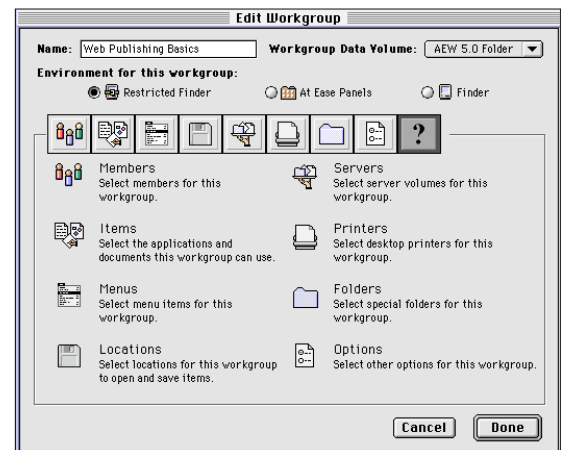 Edit Workgroup
Name: Web Publishing Basics Workgroup Data Volume: AEW 5.0 Folder
Environment for this workgroup:
Restricted Finder At Ease Panels Finder
?
Members
Select members for this
workgroup.
Servers
Select server volumes for this
workgroup.
Items
Select the applications and
documents this workgroup can use.
Printers
Select desktop printers for this
workgroup.
Menus
Select menu items for this
workgroup.
Folders
Select special folders for this
workgroup.
Locations
Select locations for this workgroup
to open and save items.
Options
Select other options for this workgroup.
Cancel Done